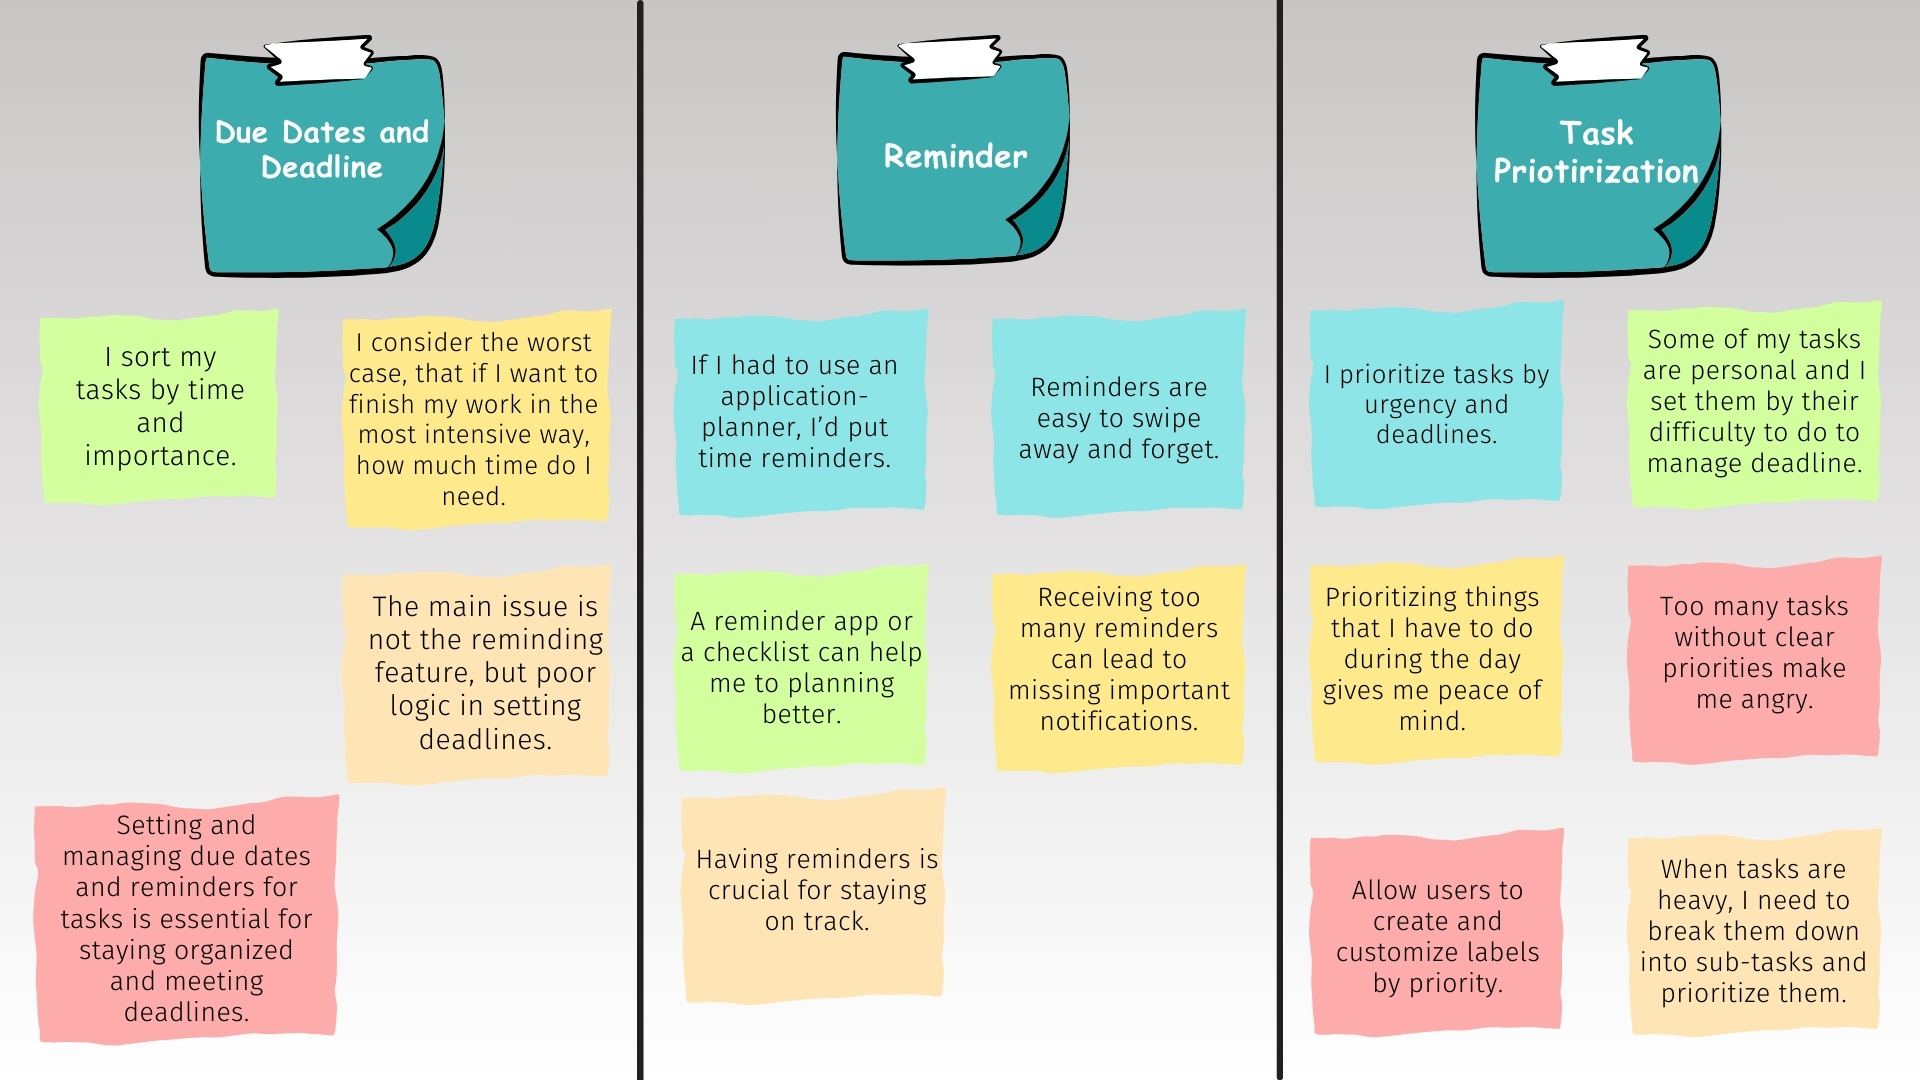 Due Dates and
Deadline
I sort my
tasks by time
and
importance.
I consider the worst
case, that if I want to
finish my work in the
most intensive way,
how much time do I
need.
The main issue is
not the reminding
feature, but poor
logic in setting
deadlines.
Setting and
managing due dates
and reminders for
tasks is essential for
staying organized
and meeting
deadlines.
Reminder
If I had to use an
application-
planner, I’d put
time reminders.
Reminders are
easy to swipe
away and forget.
A reminder app or
a checklist can help
me to planning
better.
Receiving too
many reminders
can lead to
missing important
notifications.
Having reminders is
crucial for staying
on track.
Task
Priotirization
I prioritize tasks by
urgency and
deadlines.
Some of my tasks
are personal and I
set them by their
difficulty to do to
manage deadline.
Prioritizing things
that I have to do
during the day
gives me peace of
mind.
Too many tasks
without clear
priorities make
me angry.
Allow users to
create and
customize labels
by priority.
When tasks are
heavy, I need to
break them down
into sub-tasks and
prioritize them.